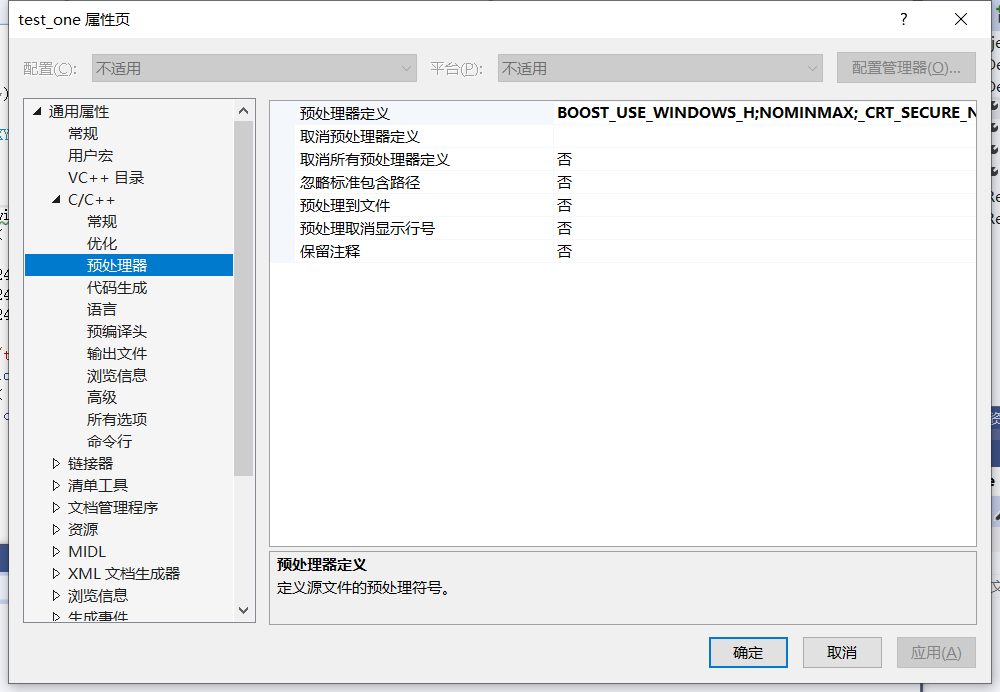 test_one 属性页
?
配置(C):
不适用
平台(P):
不适用
配置管理器(O)...
通用属性
常规
用户宏
VC++ 目录
C/C++
常规
优化
预处理器
代码生成
语言
预编译头
输出文件
浏览信息
高级
所有选项
命令行
链接器
清单工具
文档管理程序
资源
MIDL
XML 文档生成器
浏览信息
生成事件
预处理器定义 BOOST_USE_WINDOWS_H;NOMINMAX;_CRT_SECURE_N
取消预处理器定义
取消所有预处理器定义 否
忽略标准包含路径 否
预处理到文件 否
预处理取消显示行号 否
保留注释 否
预处理器定义
定义源文件的预处理符号。
确定
取消
应用(A)